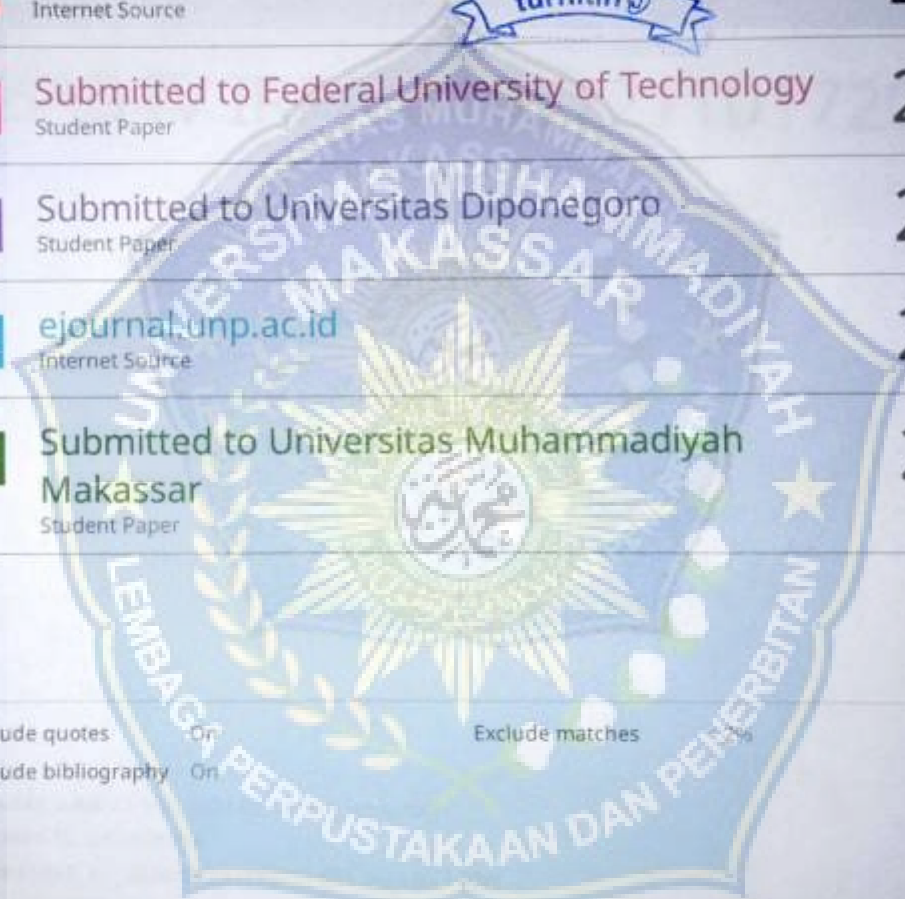 Internet Source
turnitin
Submitted to Federal University of Technology
Student Paper
Submitted to Universitas Diponegoro
Student Paper
ejournal.unp.ac.id
Internet Source
Submitted to Universitas Muhammadiyah
Makassar
Student Paper
ude quotes On Exclude matches
ude bibliography On
UNIVERSITAS MUHAMMADIYAH
MAKASSAR
LEMBAGA PERPUSTAKAAN DAN PENERBITAN